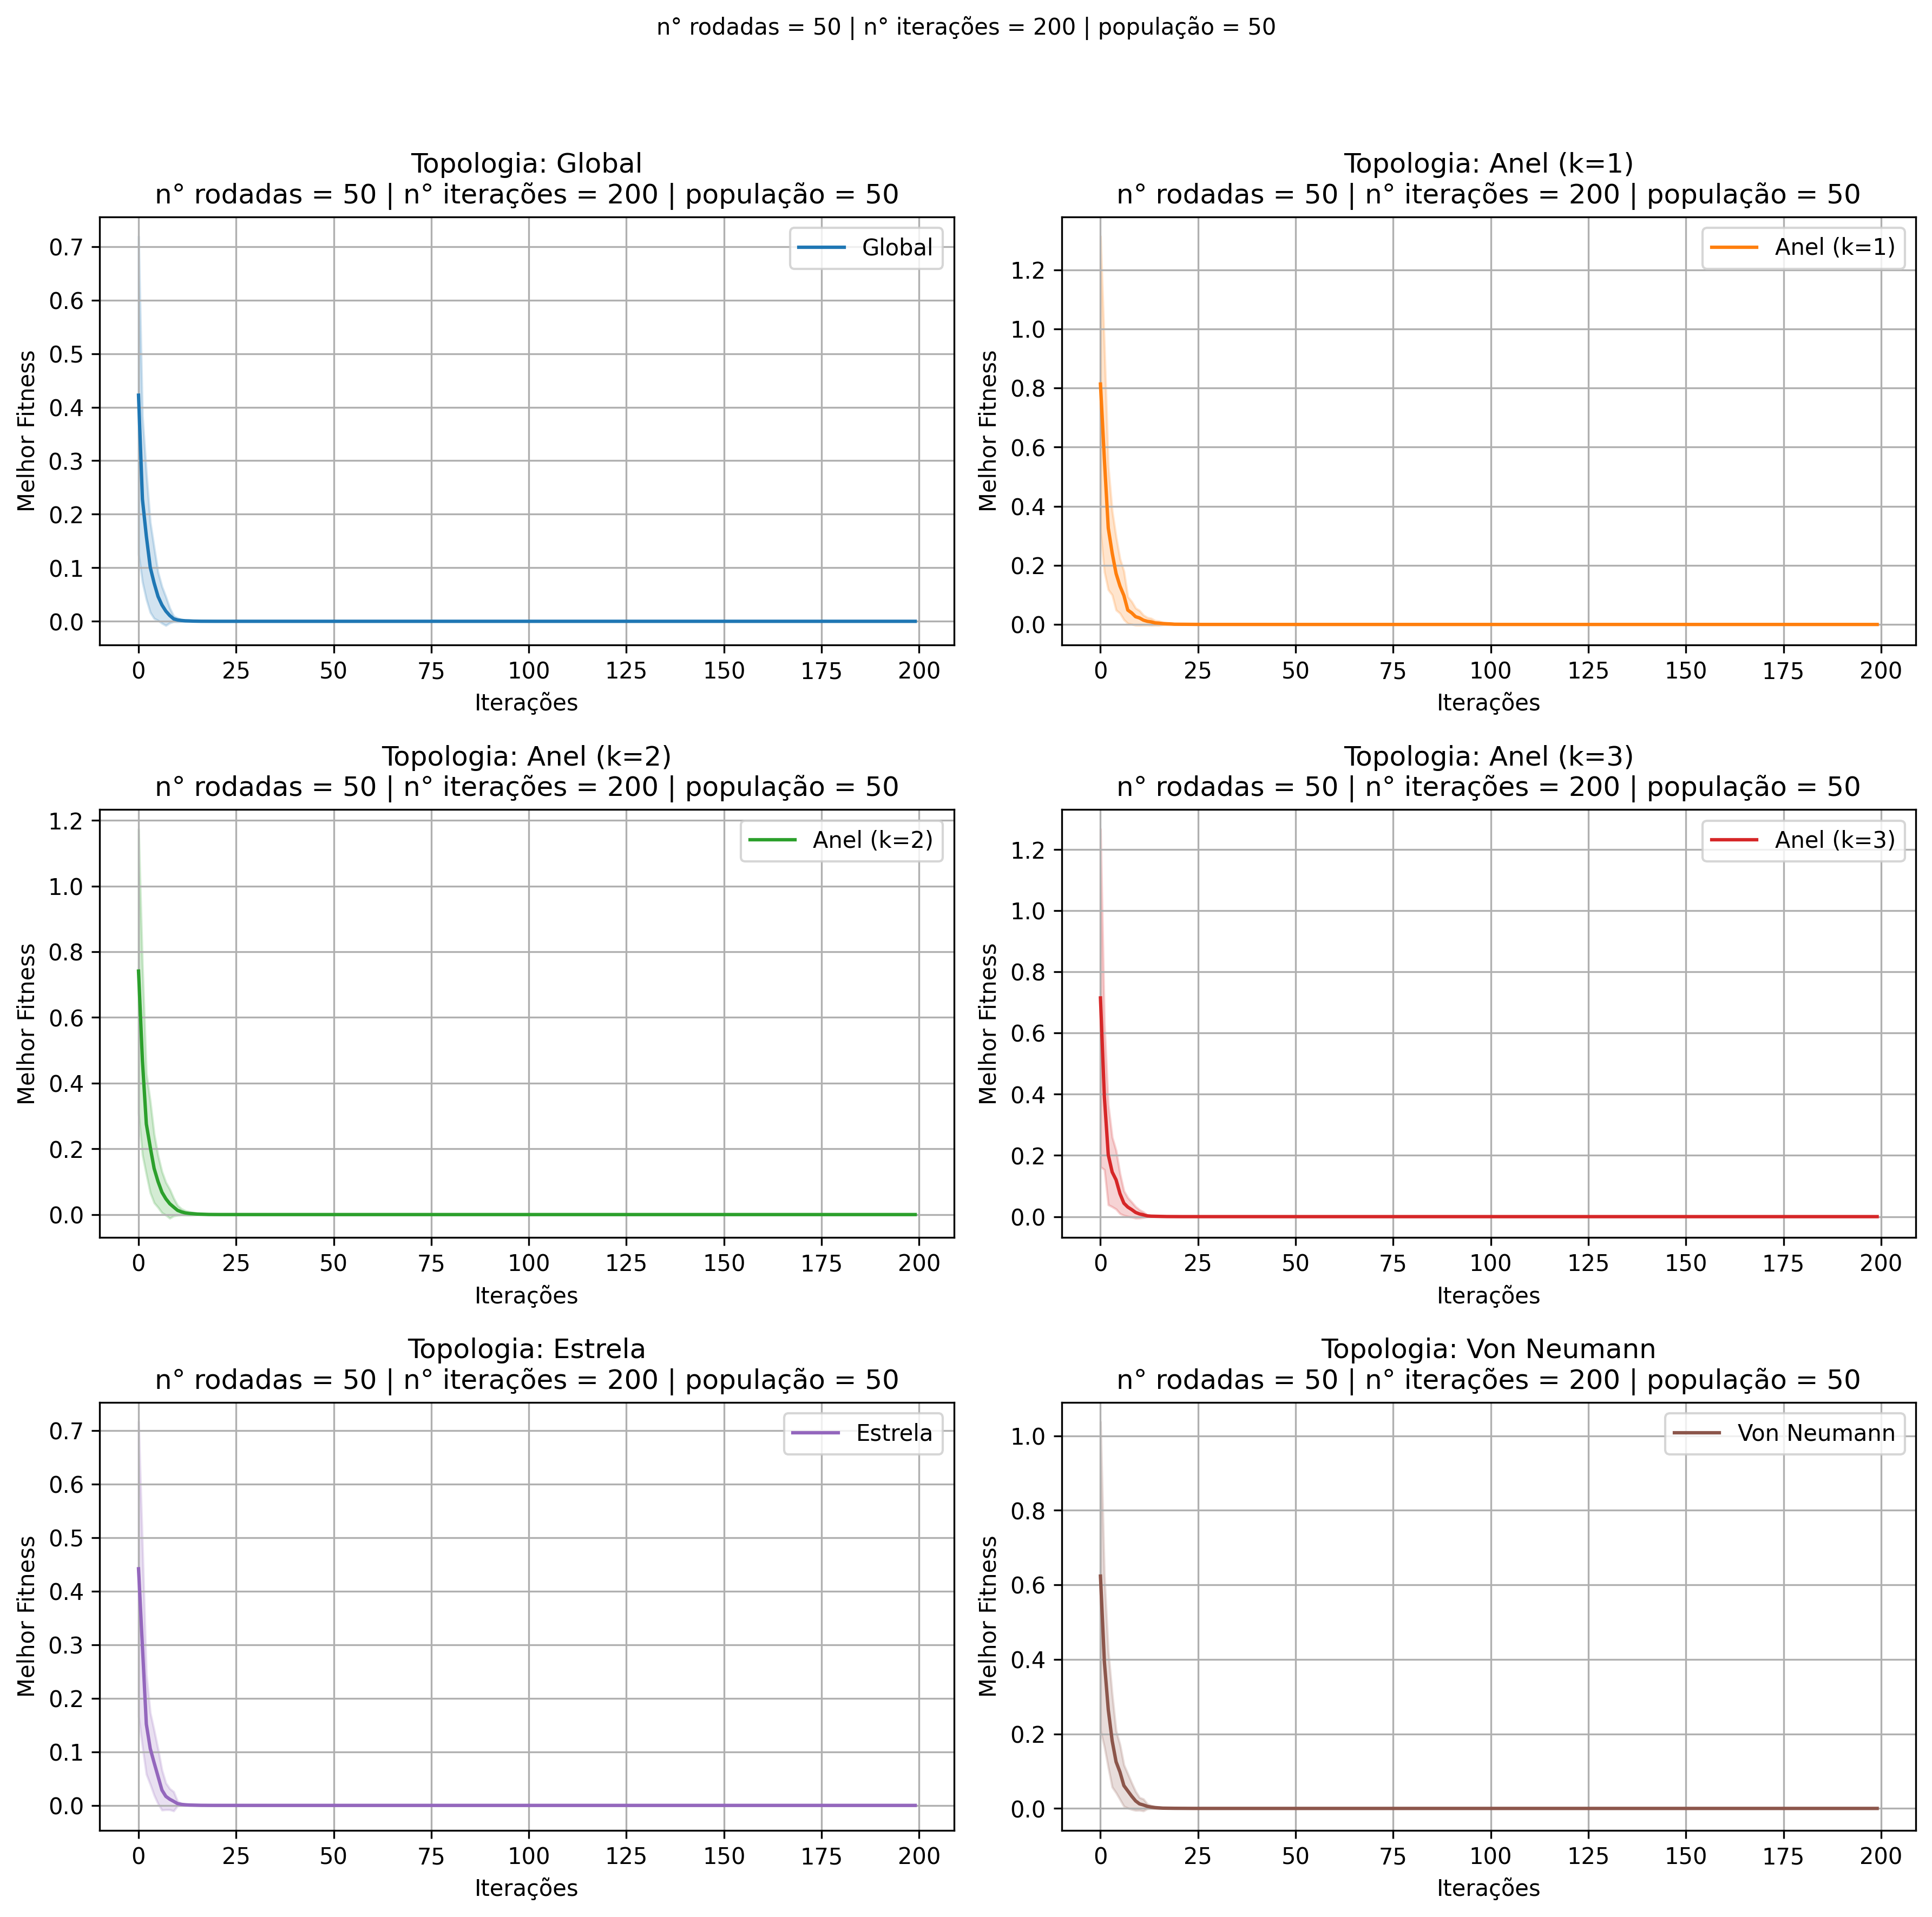 n° rodadas = 50 | n° iterações = 200 | população = 50
Topologia: Global
n° rodadas = 50 | n° iterações = 200 | população = 50
Global
Melhor Fitness
0.7
0.6
0.5
0.4
0.3
0.2
0.1
0.0
0 25 50 75 100 125 150 175 200
Iterações
Topologia: Anel (k=1)
n° rodadas = 50 | n° iterações = 200 | população = 50
Anel (k=1)
Melhor Fitness
1.2
1.0
0.8
0.6
0.4
0.2
0.0
0 25 50 75 100 125 150 175 200
Iterações
Topologia: Anel (k=2)
n° rodadas = 50 | n° iterações = 200 | população = 50
Anel (k=2)
Melhor Fitness
1.2
1.0
0.8
0.6
0.4
0.2
0.0
0 25 50 75 100 125 150 175 200
Iterações
Topologia: Anel (k=3)
n° rodadas = 50 | n° iterações = 200 | população = 50
Anel (k=3)
Melhor Fitness
1.2
1.0
0.8
0.6
0.4
0.2
0.0
0 25 50 75 100 125 150 175 200
Iterações
Topologia: Estrela
n° rodadas = 50 | n° iterações = 200 | população = 50
Estrela
Melhor Fitness
0.7
0.6
0.5
0.4
0.3
0.2
0.1
0.0
0 25 50 75 100 125 150 175 200
Iterações
Topologia: Von Neumann
n° rodadas = 50 | n° iterações = 200 | população = 50
Von Neumann
Melhor Fitness
1.0
0.8
0.6
0.4
0.2
0.0
0 25 50 75 100 125 150 175 200
Iterações